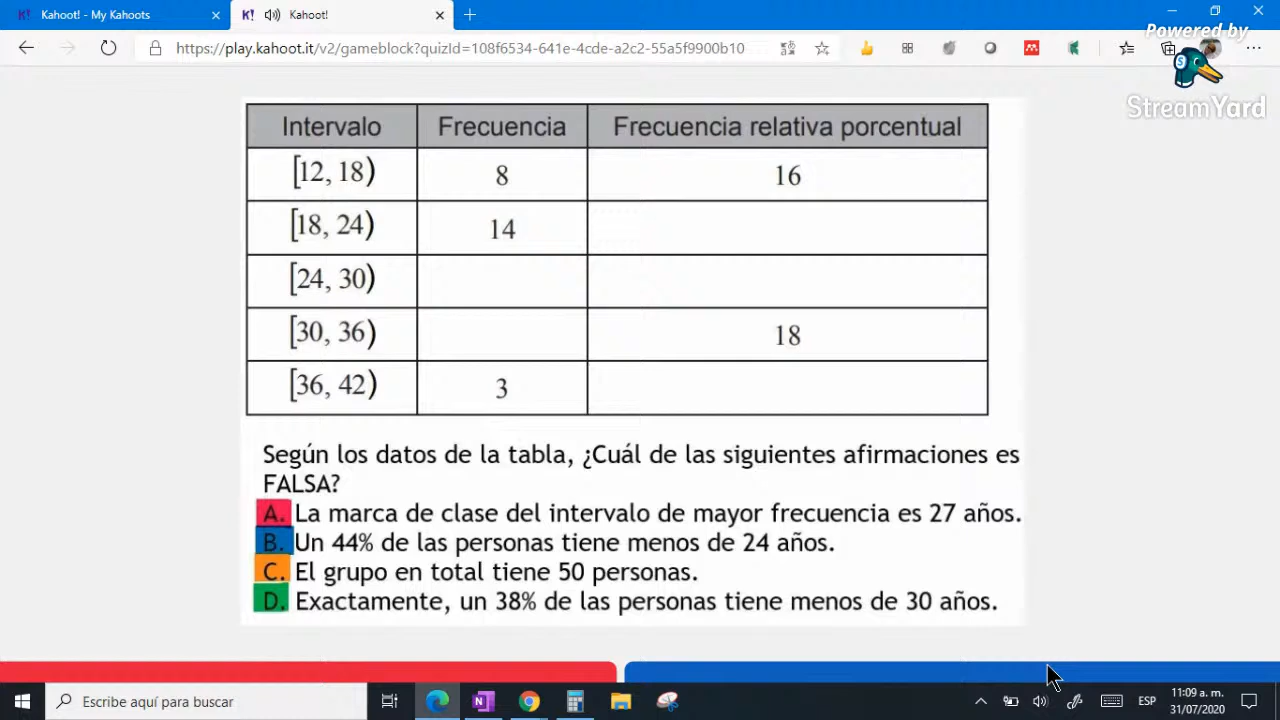 Kahoot! - My Kahoots
Kahoot!
https://play.kahoot.it/v2/gameblock?quizId=108f6534-641e-4cde-a2c2-55a5f9900b10
Powered by
StreamYard
Intervalo Frecuencia Frecuencia relativa porcentual
[12, 18) 8 16
[18, 24) 14
[24, 30)
[30, 36) 18
[36, 42) 3
Según los datos de la tabla, ¿Cuál de las siguientes afirmaciones es
FALSA?
A. La marca de clase del intervalo de mayor frecuencia es 27 años.
B. Un 44% de las personas tiene menos de 24 años.
C. El grupo en total tiene 50 personas.
D. Exactamente, un 38% de las personas tiene menos de 30 años.
Escribe aquí para buscar
ESP
11:09 a. m.
31/07/2020